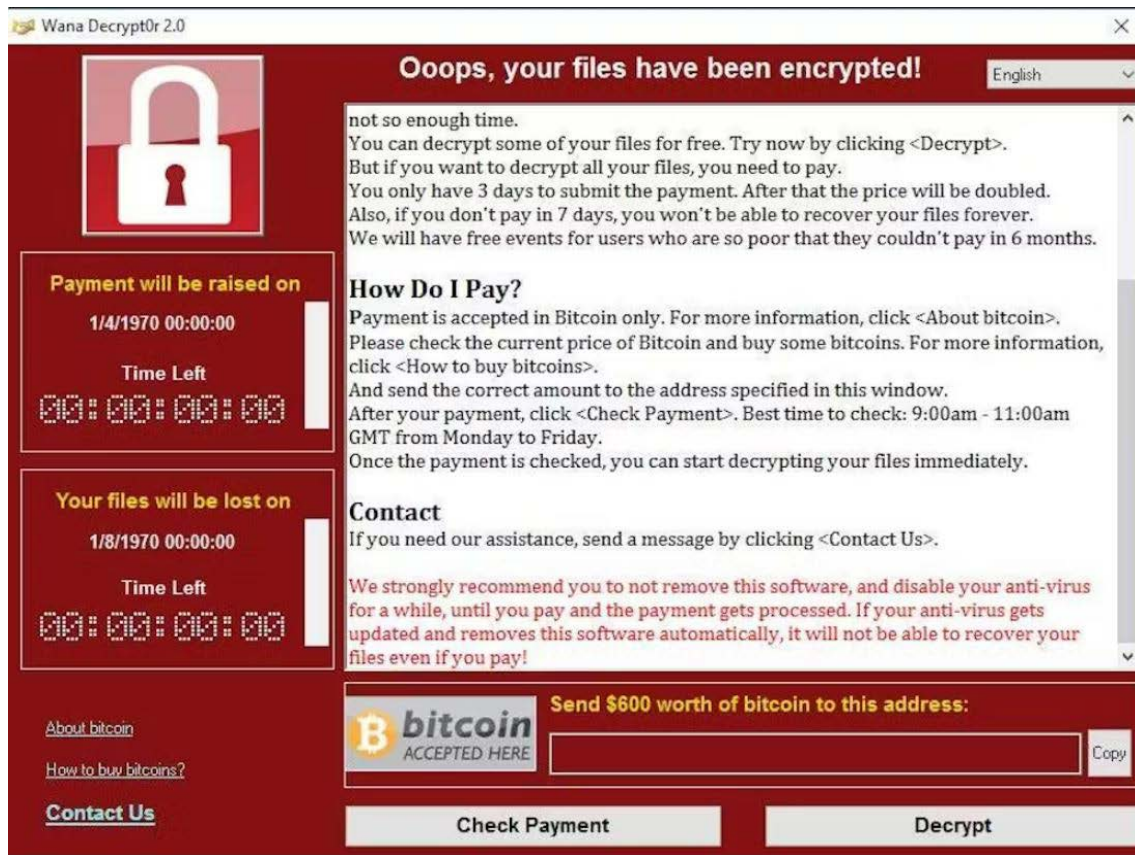 Wana Decrypt0r 2.0
Ooops, your files have been encrypted!
English
not so enough time.
You can decrypt some of your files for free. Try now by clicking <Decrypt>.
But if you want to decrypt all your files, you need to pay.
You only have 3 days to submit the payment. After that the price will be doubled.
Also, if you don't pay in 7 days, you won't be able to recover your files forever.
We will have free events for users who are so poor that they couldn't pay in 6 months.
How Do I Pay?
Payment is accepted in Bitcoin only. For more information, click <About bitcoin>.
Please check the current price of Bitcoin and buy some bitcoins. For more information,
click <How to buy bitcoins>.
And send the correct amount to the address specified in this window.
After your payment, click <Check Payment>. Best time to check: 9:00am - 11:00am
GMT from Monday to Friday.
Once the payment is checked, you can start decrypting your files immediately.
Contact
If you need our assistance, send a message by clicking <Contact Us>.
We strongly recommend you to not remove this software, and disable your anti-virus
for a while, until you pay and the payment gets processed. If your anti-virus gets
updated and removes this software automatically, it will not be able to recover your
files even if you pay!
Payment will be raised on
1/4/1970 00:00:00
Time Left
00:00:00:00
Your files will be lost on
1/8/1970 00:00:00
Time Left
00:00:00:00
About bitcoin
How to buy bitcoins?
Contact Us
bitcoin
ACCEPTED HERE
Send $600 worth of bitcoin to this address:
Copy
Check Payment
Decrypt